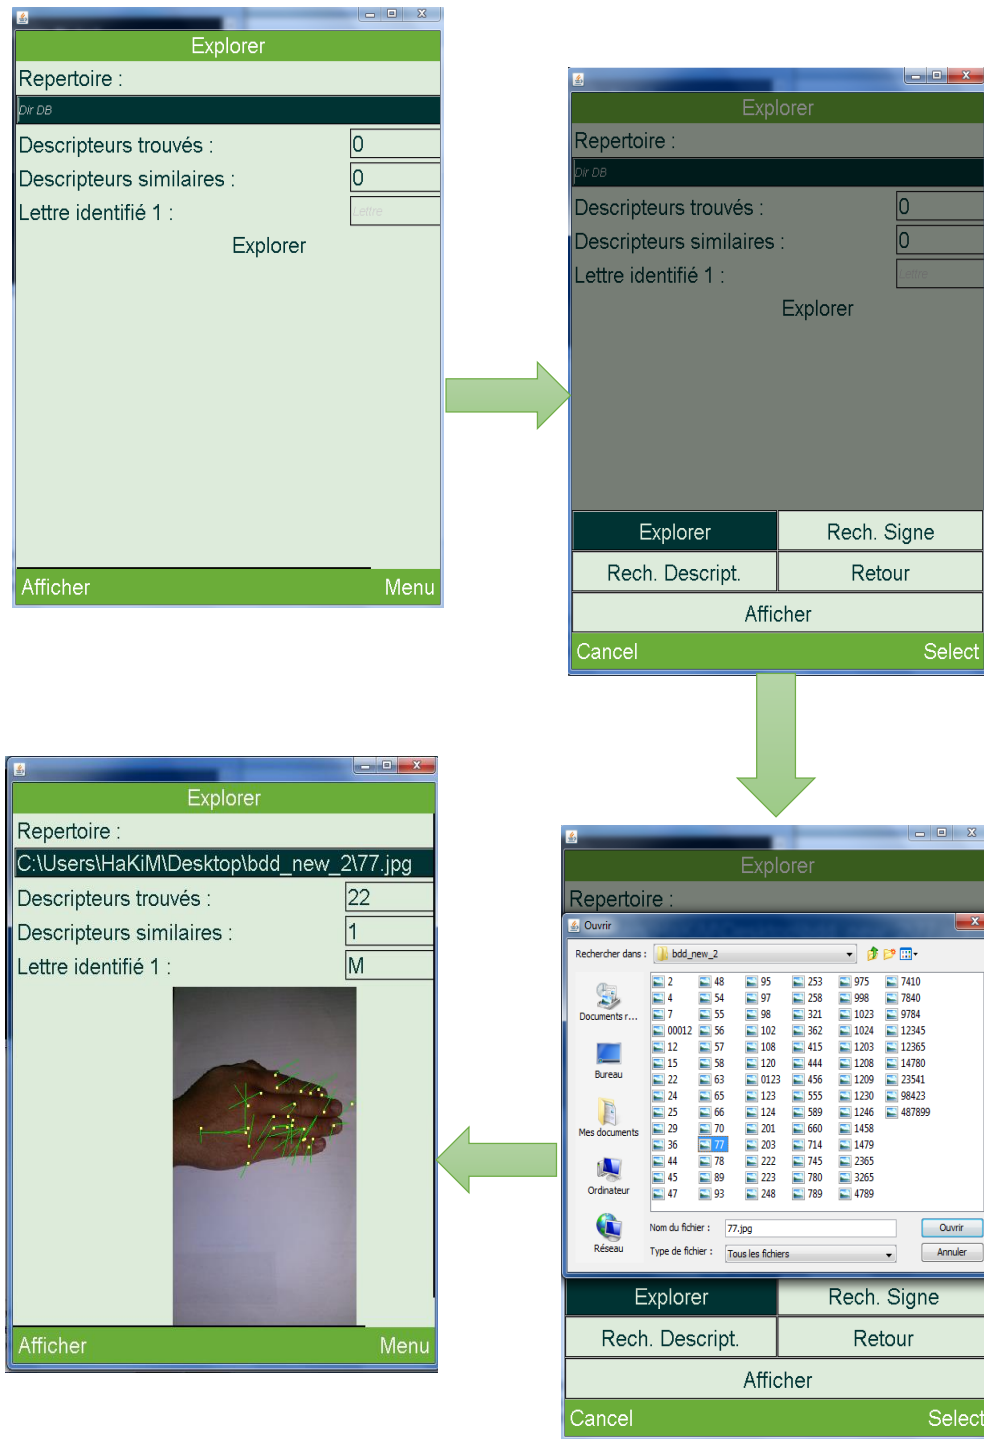 Explorer
Repertoire :
Dir DB
Descripteurs trouvés : 0
Descripteurs similaires : 0
Lettre identifié 1 : Lettre
Explorer
Afficher Menu
Explorer
Repertoire :
Dir DB
Descripteurs trouvés : 0
Descripteurs similaires : 0
Lettre identifié 1 : Lettre
Explorer
Explorer Rech. Signe
Rech. Descript. Retour
Afficher
Cancel Select
Explorer
Repertoire :
C:\Users\HaKiM\Desktop\bdd_new_2\77.jpg
Descripteurs trouvés : 22
Descripteurs similaires : 1
Lettre identifié 1 : M
Afficher Menu
Explorer
Repertoire :
Ouvrir
Rechercher dans : bdd_new_2
Documents r...
Bureau
Mes documents
Ordinateur
Réseau
2 48 95 253 975 7410
4 54 97 258 998 7840
7 55 98 321 1023 9784
00012 56 102 362 1024 12345
12 57 108 415 1203 12365
15 58 120 444 1208 14780
22 63 0123 456 1209 23541
24 65 123 555 1230 98423
25 66 124 589 1246 487899
29 70 201 660 1458
36 77 203 714 1479
44 78 222 745 2365
45 89 223 780 3265
47 93 248 789 4789
Nom du fichier : 77.jpg Ouvrir
Type de fichier : Tous les fichiers Annuler
Explorer Rech. Signe
Rech. Descript. Retour
Afficher
Cancel Select